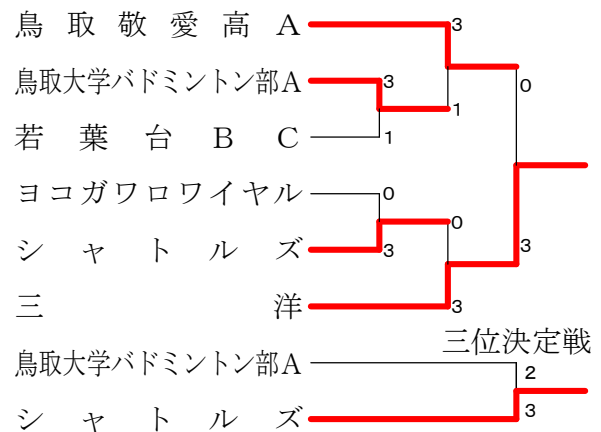 鳥取敬愛高A 3
0
鳥取大学バドミントン部A 3
1
若葉台BC 1
ヨコガワロワイヤル 0
0
シャトルズ 3 3
三洋 3
三位決定戦
鳥取大学バドミントン部A 2
シャトルズ 3